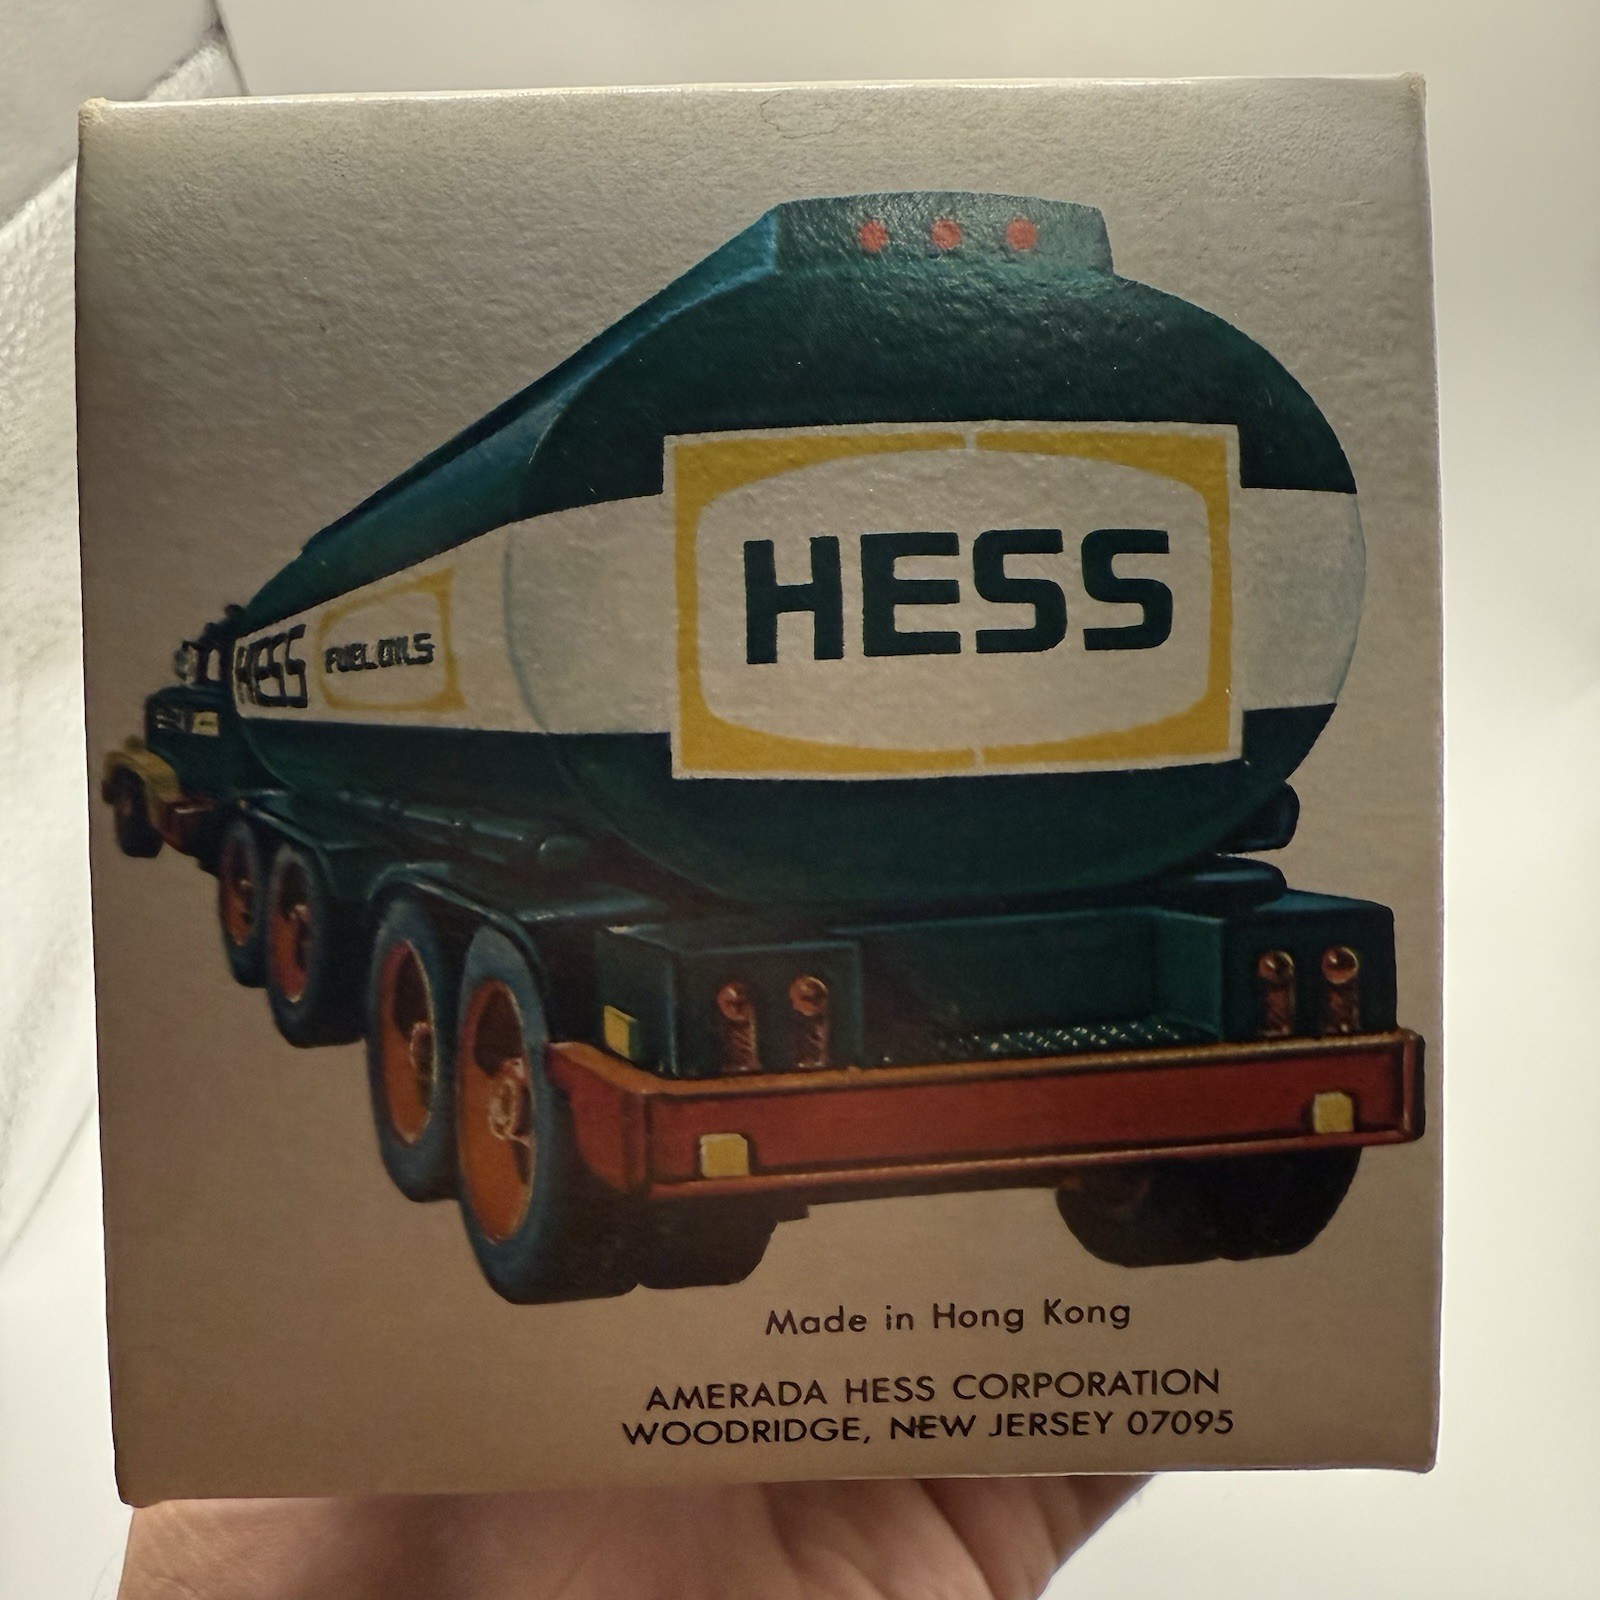 HESS
HESS FUEL OILS
Made in Hong Kong
AMERADA HESS CORPORATION
WOODRIDGE, NEW JERSEY 07095